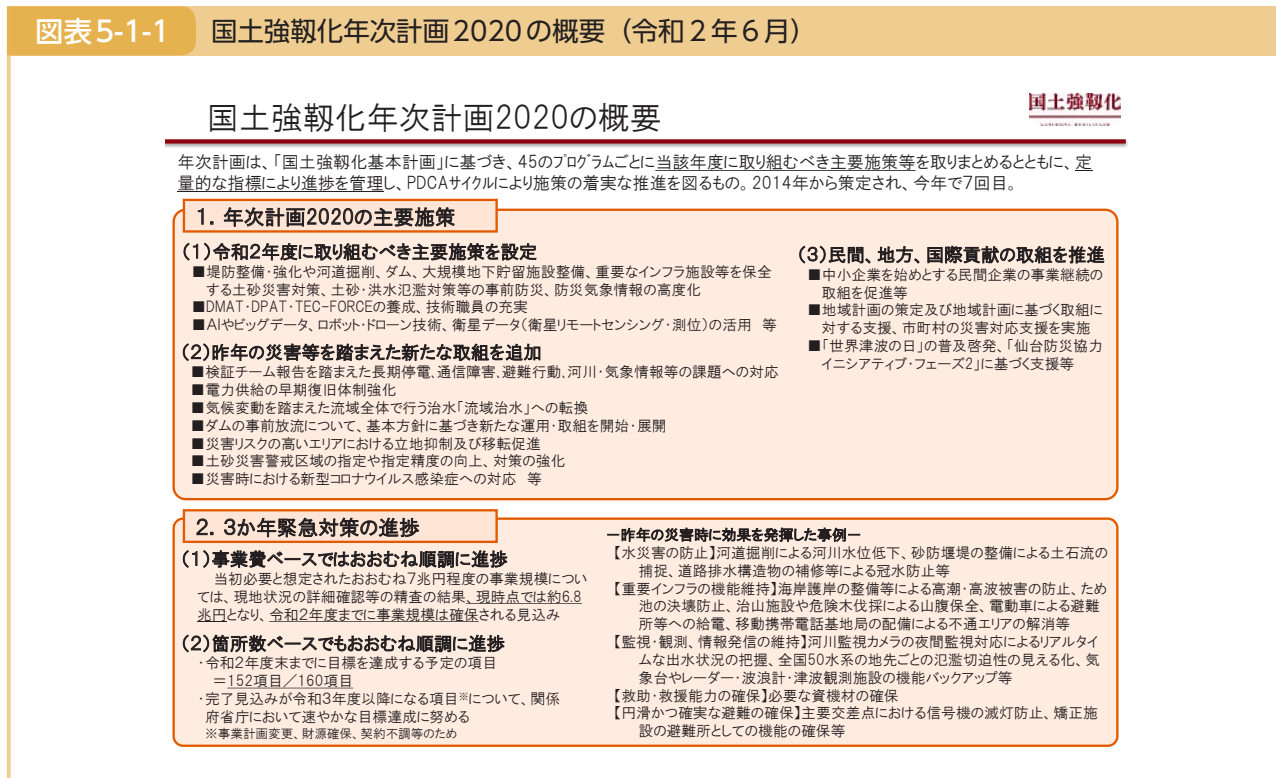 図表5-1-1 国土強靱化年次計画2020の概要（令和2年6月）
国土強靱化年次計画2020の概要
国土強靱化
年次計画は、「国土強靱化基本計画」に基づき、45のプログラムごとに当該年度に取り組むべき主要施策等を取りまとめるとともに、定
量的な指標により進捗を管理し、PDCAサイクルにより施策の着実な推進を図るもの。2014年から策定され、今年で7回目。
1．年次計画2020の主要施策
（1）令和2年度に取り組むべき主要施策を設定
■堤防整備・強化や河道掘削、ダム、大規模地下貯留施設整備、重要なインフラ施設等を保全
する土砂災害対策、土砂・洪水氾濫対策等の事前防災、防災気象情報の高度化
■DMAT・DPAT・TEC-FORCEの養成、技術職員の充実
■AIやビッグデータ、ロボット・ドローン技術、衛星データ（衛星リモートセンシング・測位）の活用　等
（2）昨年の災害等を踏まえた新たな取組を追加
■検証チーム報告を踏まえた長期停電、通信障害、避難行動、河川・気象情報等の課題への対応
■電力供給の早期復旧体制強化
■気候変動を踏まえた流域全体で行う治水「流域治水」への転換
■ダムの事前放流について、基本方針に基づき新たな運用・取組を開始・展開
■災害リスクの高いエリアにおける立地抑制及び移転促進
■土砂災害警戒区域の指定や指定精度の向上、対策の強化
■災害時における新型コロナウイルス感染症への対応　等
（3）民間、地方、国際貢献の取組を推進
■中小企業を始めとする民間企業の事業継続の
取組を促進等
■地域計画の策定及び地域計画に基づく取組に
対する支援、市町村の災害対応支援を実施
■「世界津波の日」の普及啓発、「仙台防災協力
イニシアティブ・フェーズ2」に基づく支援等
2．3か年緊急対策の進捗
（1）事業費ベースではおおむね順調に進捗
当初必要と想定されたおおむね7兆円程度の事業規模につい
ては、現地状況の詳細確認等の精査の結果、現時点では約6.8
兆円となり、令和2年度までに事業規模は確保される見込み
（2）箇所数ベースでもおおむね順調に進捗
・令和2年度末までに目標を達成する予定の項目
＝152項目／160項目
・完了見込みが令和3年度以降になる項目※について、関係
府省庁において速やかな目標達成に努める
※事業計画変更、財源確保、契約不調等のため
－昨年の災害時に効果を発揮した事例－
【水災害の防止】河道掘削による河川水位低下、砂防堰堤の整備による土石流の
捕捉、道路排水構造物の補修等による冠水防止等
【重要インフラの機能維持】海岸護岸の整備等による高潮・高波被害の防止、ため
池の決壊防止、治山施設や危険木伐採による山腹保全、電動車による避難
所等への給電、移動携帯電話基地局の配備による不通エリアの解消等
【監視・観測、情報発信の維持】河川監視カメラの夜間監視対応によるリアルタイ
ムな出水状況の把握、全国50水系の地先ごとの氾濫切迫性の見える化、気
象台やレーダー・波浪計・津波観測施設の機能バックアップ等
【救助・救援能力の確保】必要な資機材の確保
【円滑かつ確実な避難の確保】主要交差点における信号機の滅灯防止、矯正施
設の避難所としての機能の確保等